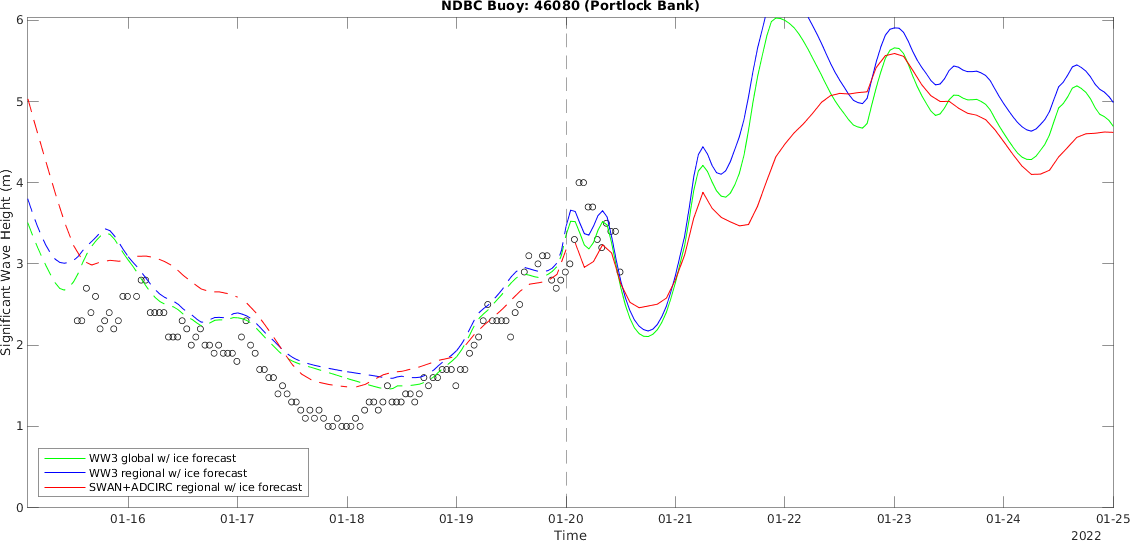 NDBC Buoy: 46080 (Portlock Bank)
6
5
4
3
2
1
0
Significant Wave Height (m)
WW3 global w/ ice forecast
WW3 regional w/ ice forecast
SWAN+ADCIRC regional w/ ice forecast
01-16 01-17 01-18 01-19 01-20 01-21 01-22 01-23 01-24 01-25
Time
2022